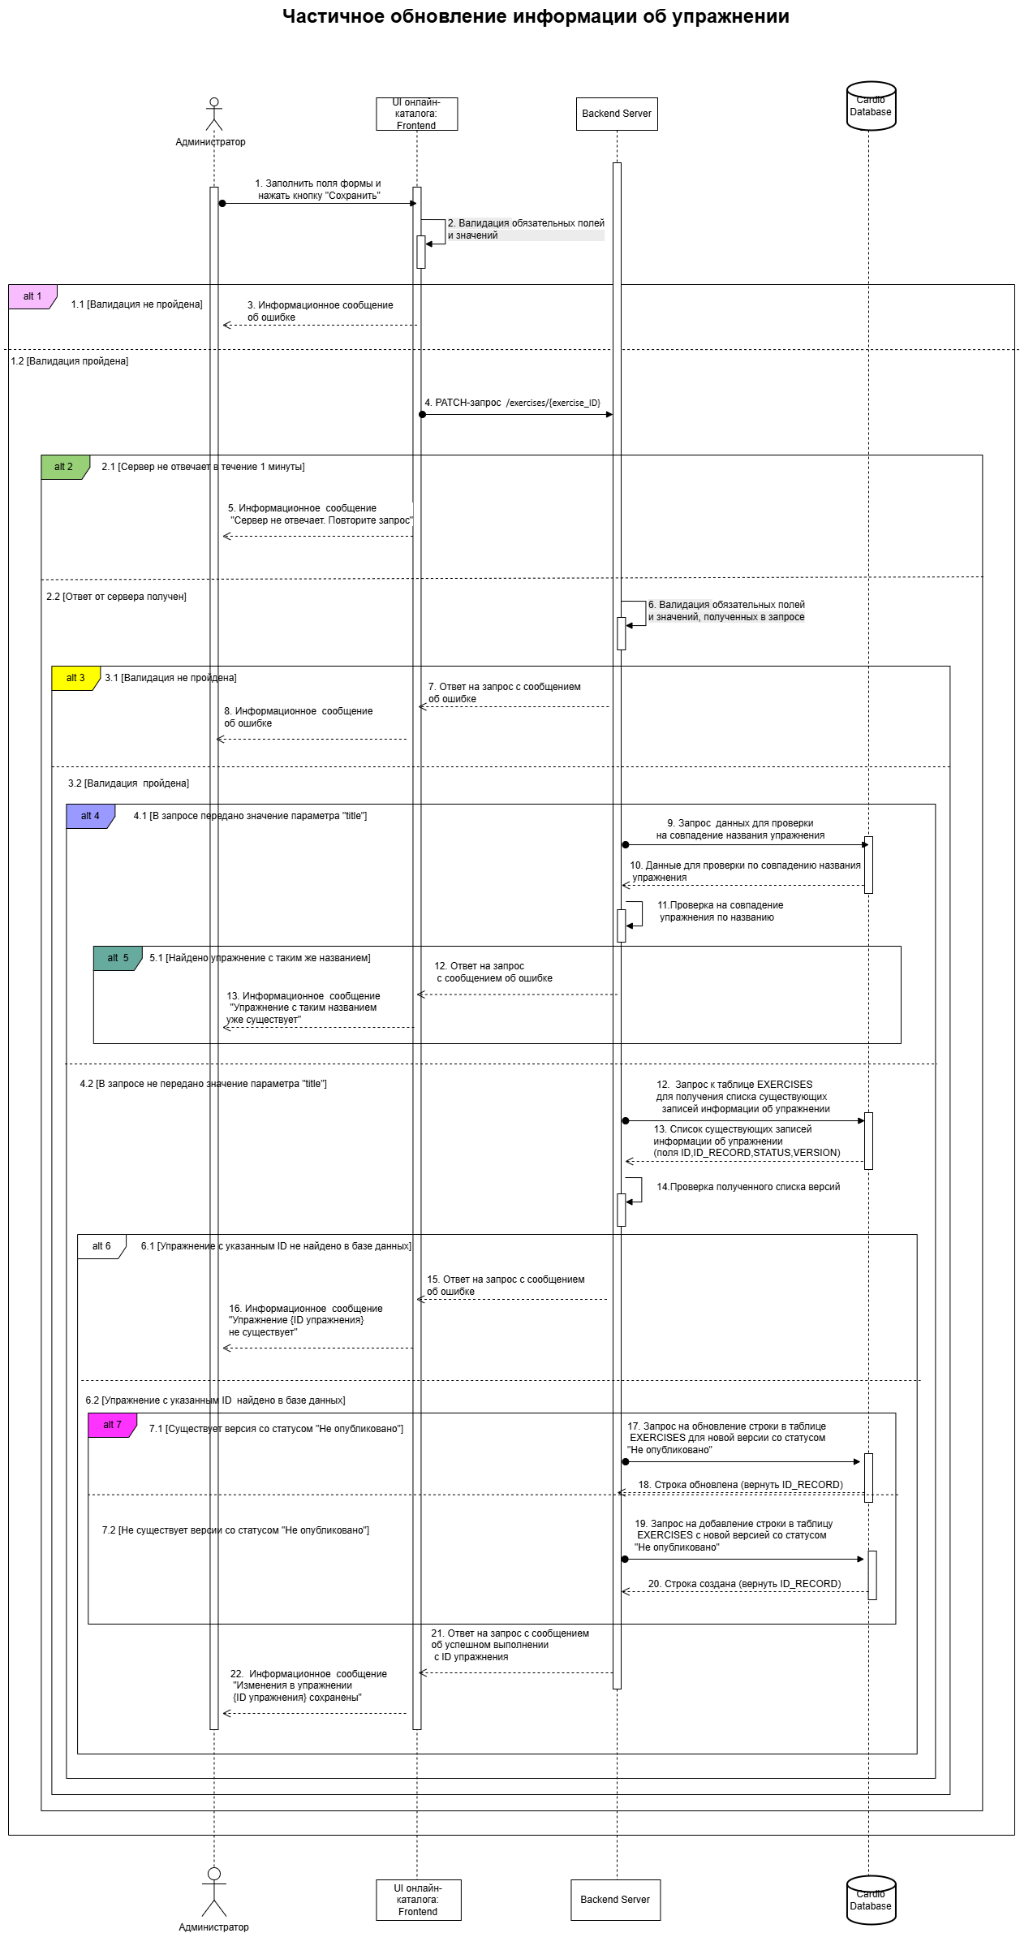 Частичное обновление информации об упражнении
Администратор
UI онлайн-
каталога:
Frontend
Backend Server
Cardio
Database
1. Заполнить поля формы и
нажать кнопку "Сохранить"
2. Валидация обязательных полей
и значений
alt 1
1.1 [Валидация не пройдена]
3. Информационное сообщение
об ошибке
1.2 [Валидация пройдена]
4. PATCH-запрос /exercises/{exercise_ID}
alt 2
2.1 [Сервер не отвечает в течение 1 минуты]
5. Информационное сообщение
"Сервер не отвечает. Повторите запрос"
2.2 [Ответ от сервера получен]
6. Валидация обязательных полей
и значений, полученных в запросе
alt 3
3.1 [Валидация не пройдена]
7. Ответ на запрос с сообщением
об ошибке
8. Информационное сообщение
об ошибке
3.2 [Валидация пройдена]
alt 4
4.1 [В запросе передано значение параметра "title"]
9. Запрос данных для проверки
на совпадение названия упражнения
10. Данные для проверки по совпадению названия
упражнения
11.Проверка на совпадение
упражнения по названию
alt 5
5.1 [Найдено упражнение с таким же названием]
12. Ответ на запрос
с сообщением об ошибке
13. Информационное сообщение
"Упражнение с таким названием
уже существует"
4.2 [В запросе не передано значение параметра "title"]
12. Запрос к таблице EXERCISES
для получения списка существующих
записей информации об упражнении
13. Список существующих записей
информации об упражнении
(поля ID,ID_RECORD,STATUS,VERSION)
14.Проверка полученного списка версий
alt 6
6.1 [Упражнение с указанным ID не найдено в базе данных]
15. Ответ на запрос с сообщением
об ошибке
16. Информационное сообщение
"Упражнение {ID упражнения}
не существует"
6.2 [Упражнение с указанным ID найдено в базе данных]
alt 7
7.1 [Существует версия со статусом "Не опубликовано"]
17. Запрос на обновление строки в таблице
EXERCISES для новой версии со статусом
"Не опубликовано"
18. Строка обновлена (вернуть ID_RECORD)
7.2 [Не существует версии со статусом "Не опубликовано"]
19. Запрос на добавление строки в таблицу
EXERCISES с новой версией со статусом
"Не опубликовано"
20. Строка создана (вернуть ID_RECORD)
21. Ответ на запрос с сообщением
об успешном выполнении
с ID упражнения
22. Информационное сообщение
"Изменения в упражнении
{ID упражнения} сохранены"
Администратор
UI онлайн-
каталога:
Frontend
Backend Server
Cardio
Database